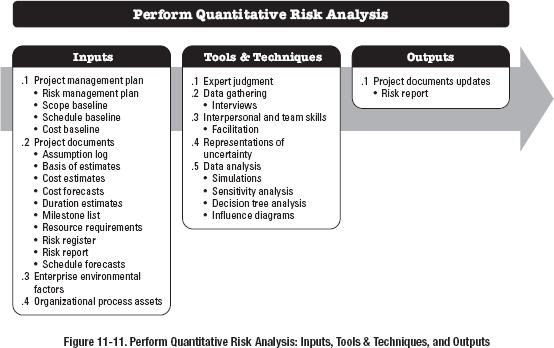 Perform Quantitative Risk Analysis
Inputs
.1 Project management plan
• Risk management plan
• Scope baseline
• Schedule baseline
• Cost baseline
.2 Project documents
• Assumption log
• Basis of estimates
• Cost estimates
• Cost forecasts
• Duration estimates
• Milestone list
• Resource requirements
• Risk register
• Risk report
• Schedule forecasts
.3 Enterprise environmental
factors
.4 Organizational process assets
Tools & Techniques
.1 Expert judgment
.2 Data gathering
• Interviews
.3 Interpersonal and team skills
• Facilitation
.4 Representations of
uncertainty
.5 Data analysis
• Simulations
• Sensitivity analysis
• Decision tree analysis
• Influence diagrams
Outputs
.1 Project documents updates
• Risk report
Figure 11-11. Perform Quantitative Risk Analysis: Inputs, Tools & Techniques, and Outputs